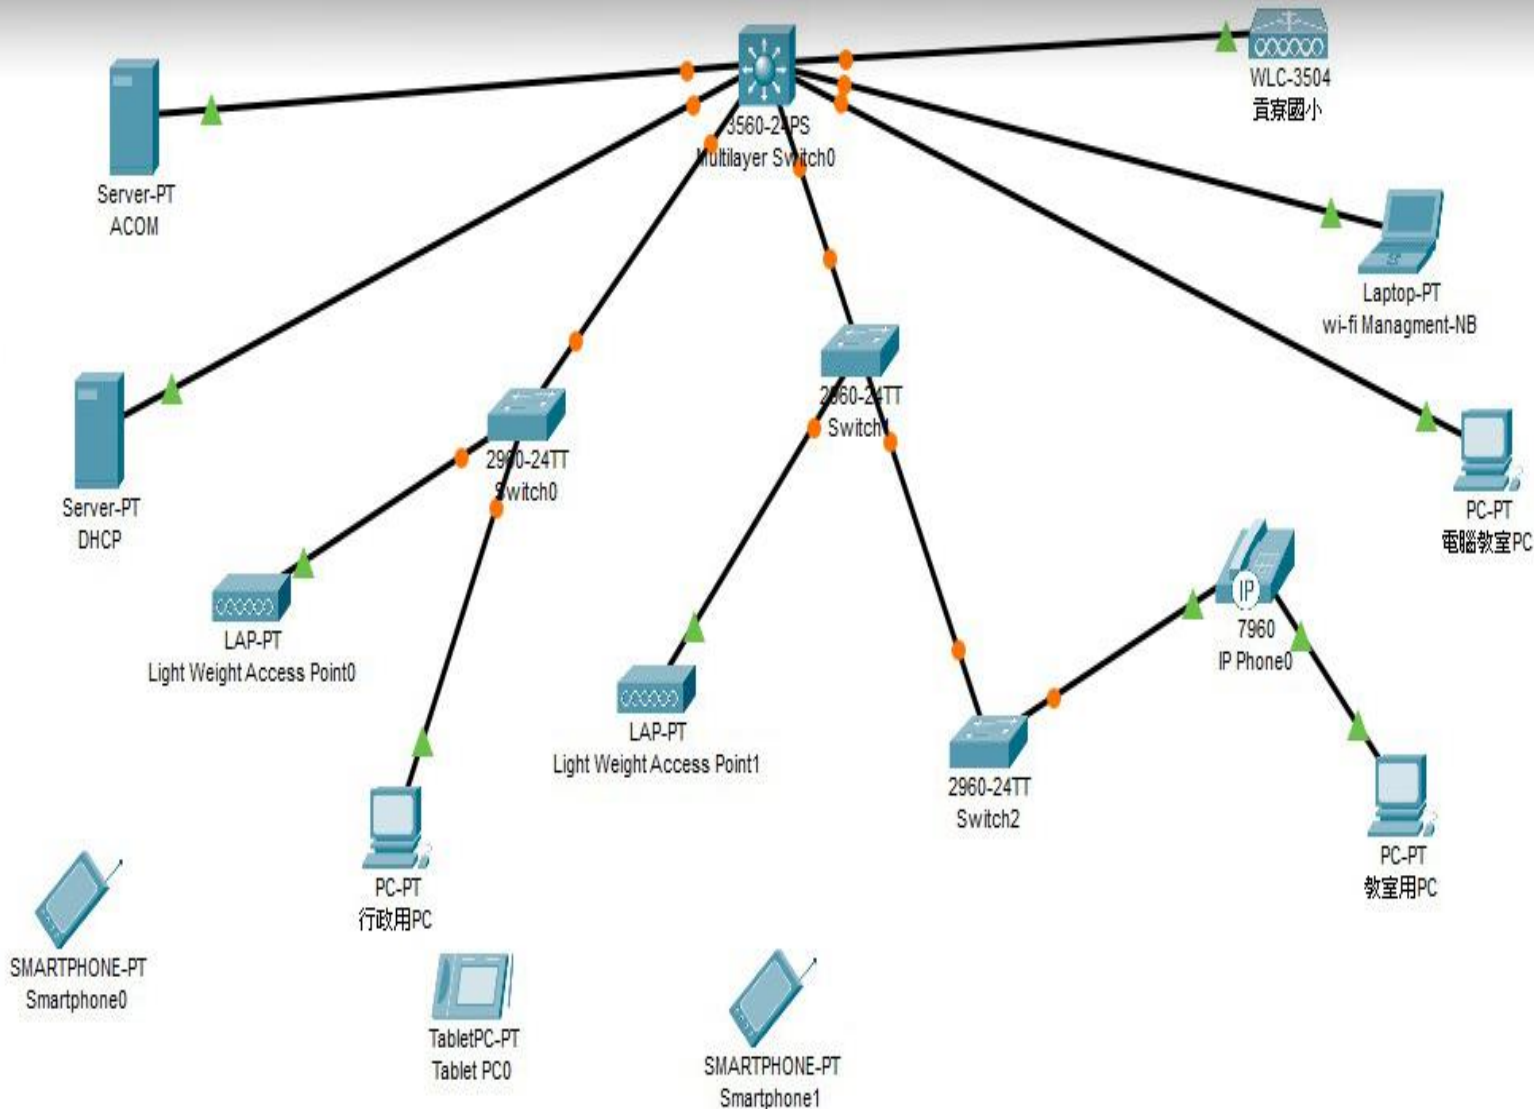 WLC-3504
貢寮國小
3560-24PS
Multilayer Switch0
Server-PT
ACOM
Laptop-PT
wi-fi Managment-NB
2960-24TT
Switch1
2960-24TT
Switch0
Server-PT
DHCP
PC-PT
電腦教室PC
7960
IP Phone0
IP
LAP-PT
Light Weight Access Point0
LAP-PT
Light Weight Access Point1
2960-24TT
Switch2
PC-PT
教室用PC
PC-PT
行政用PC
SMARTPHONE-PT
Smartphone0
TabletPC-PT
Tablet PC0
SMARTPHONE-PT
Smartphone1